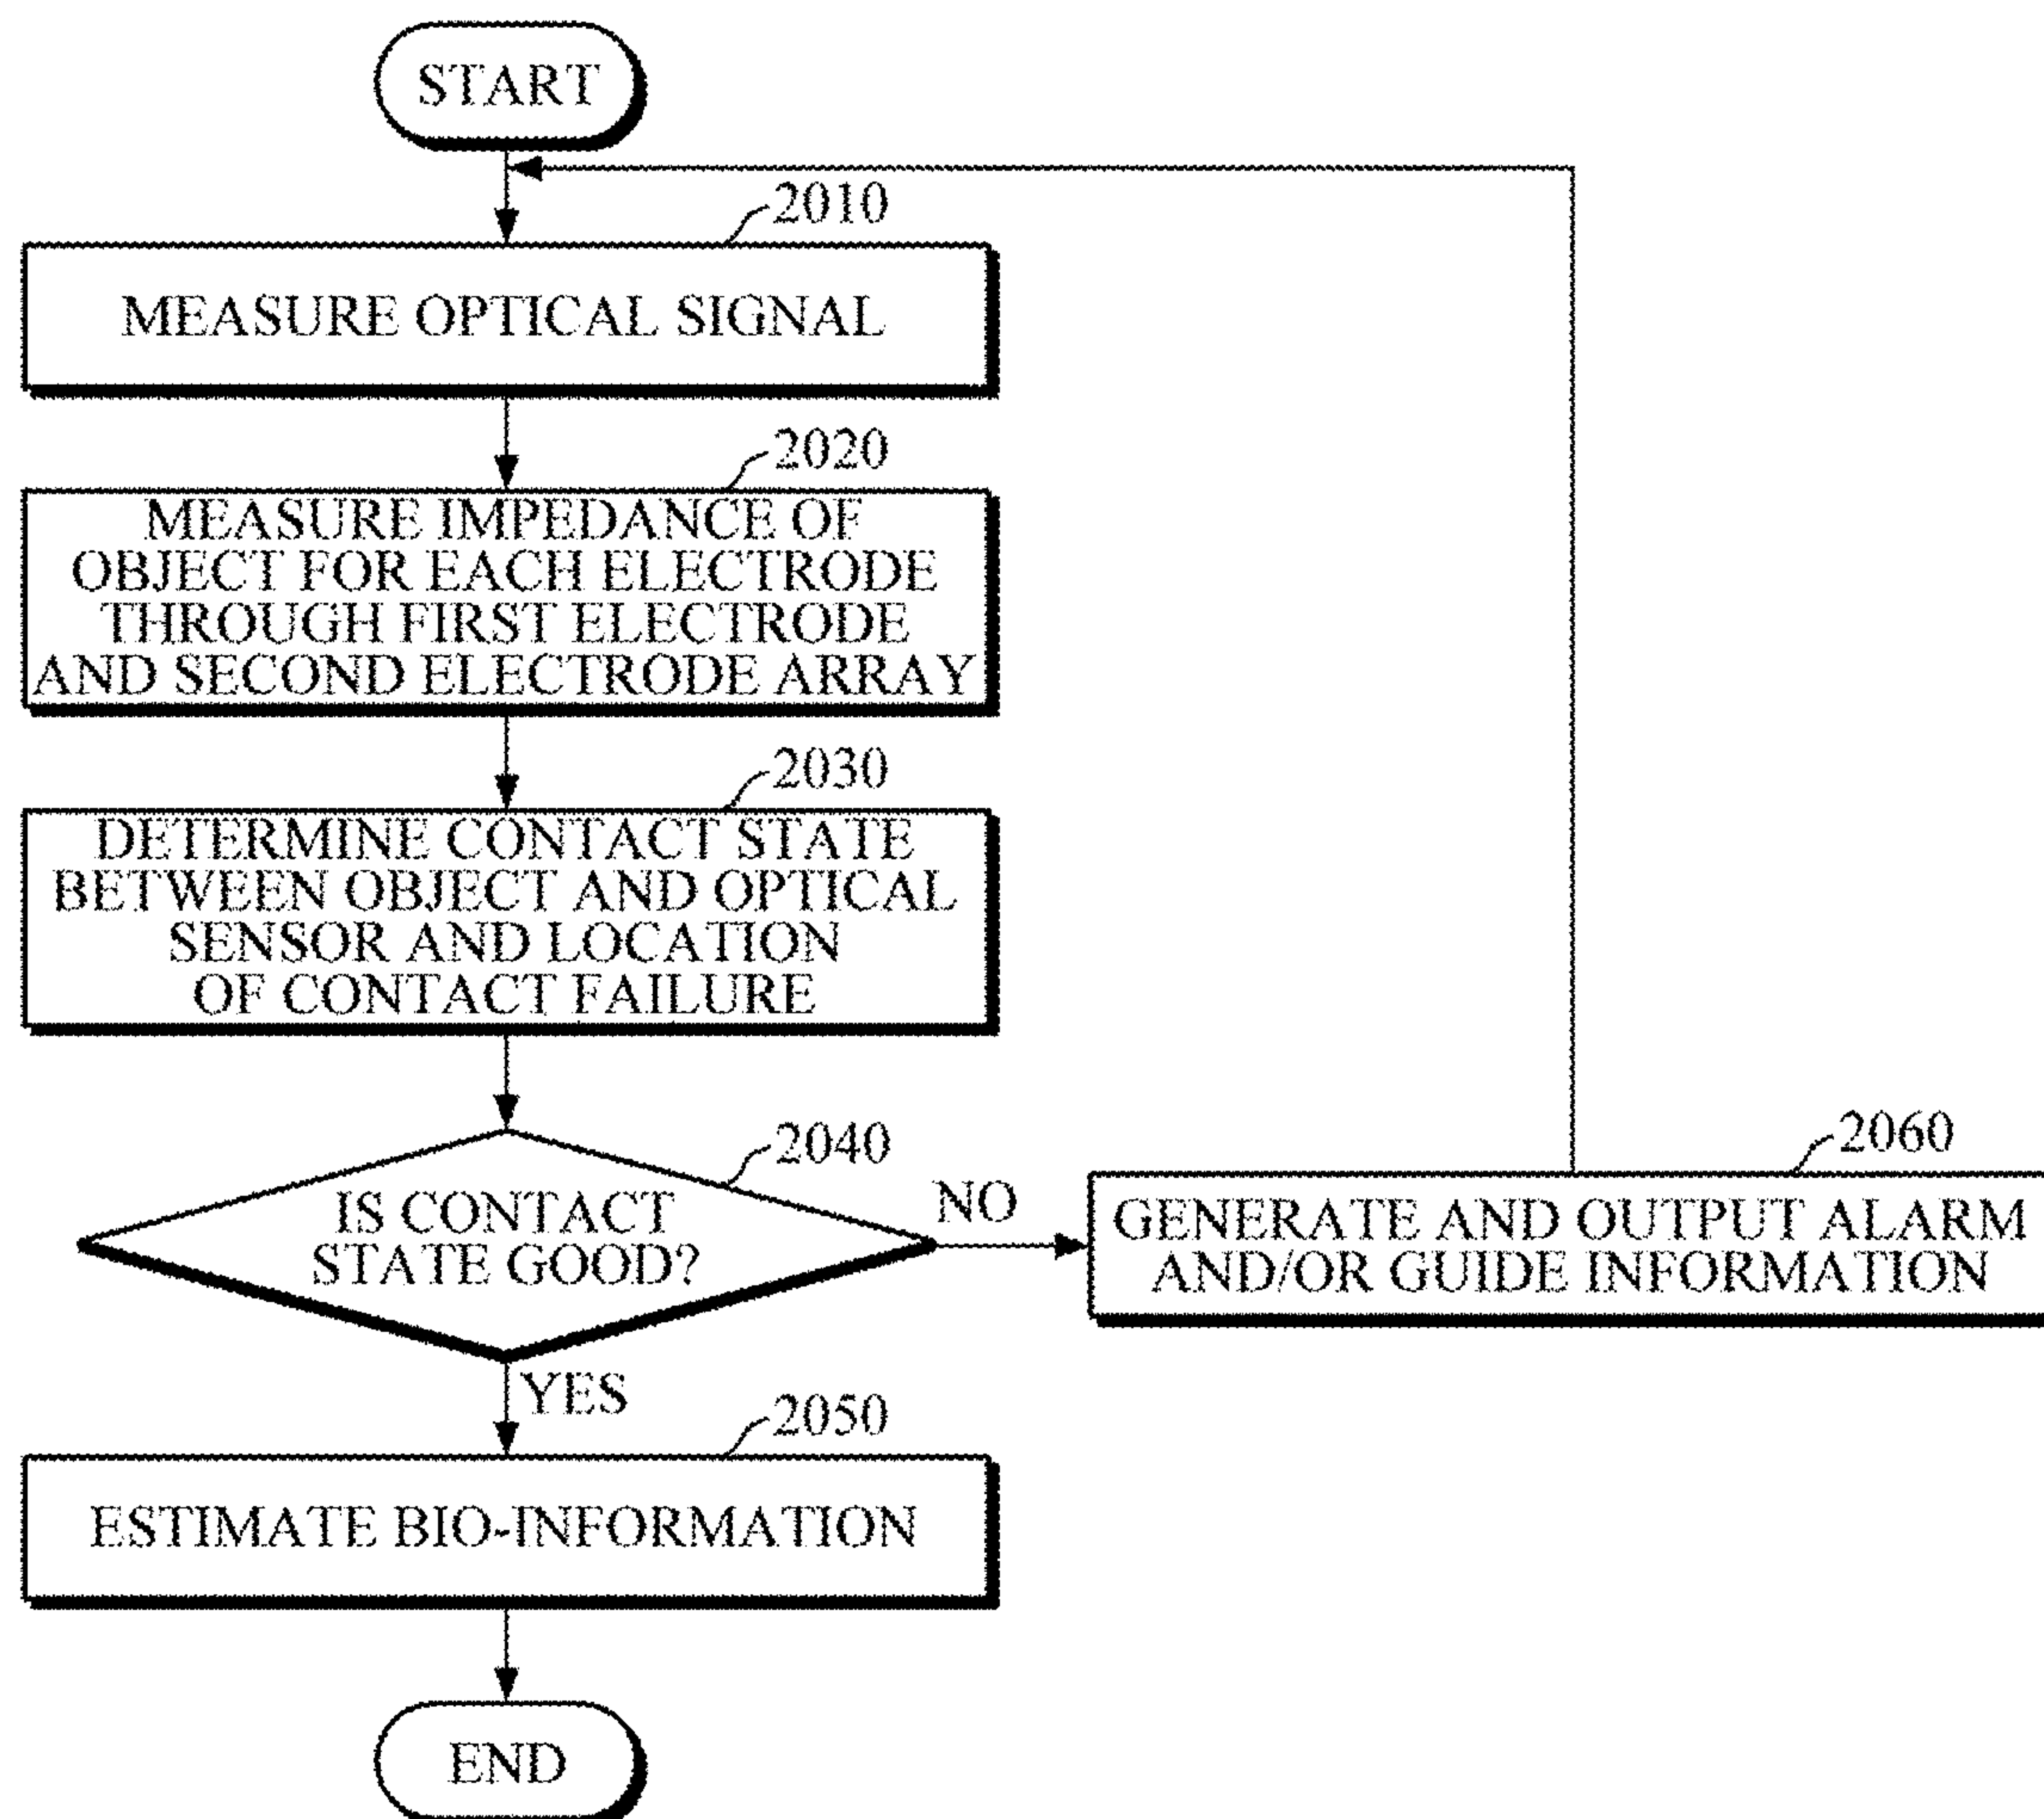 START
2010
MEASURE OPTICAL SIGNAL
2020
MEASURE IMPEDANCE OF
OBJECT FOR EACH ELECTRODE
THROUGH FIRST ELECTRODE
AND SECOND ELECTRODE ARRAY
2030
DETERMINE CONTACT STATE
BETWEEN OBJECT AND OPTICAL
SENSOR AND LOCATION
OF CONTACT FAILURE
2040
IS CONTACT
STATE GOOD?
NO
2060
GENERATE AND OUTPUT ALARM
AND/OR GUIDE INFORMATION
YES
2050
ESTIMATE BIO-INFORMATION
END